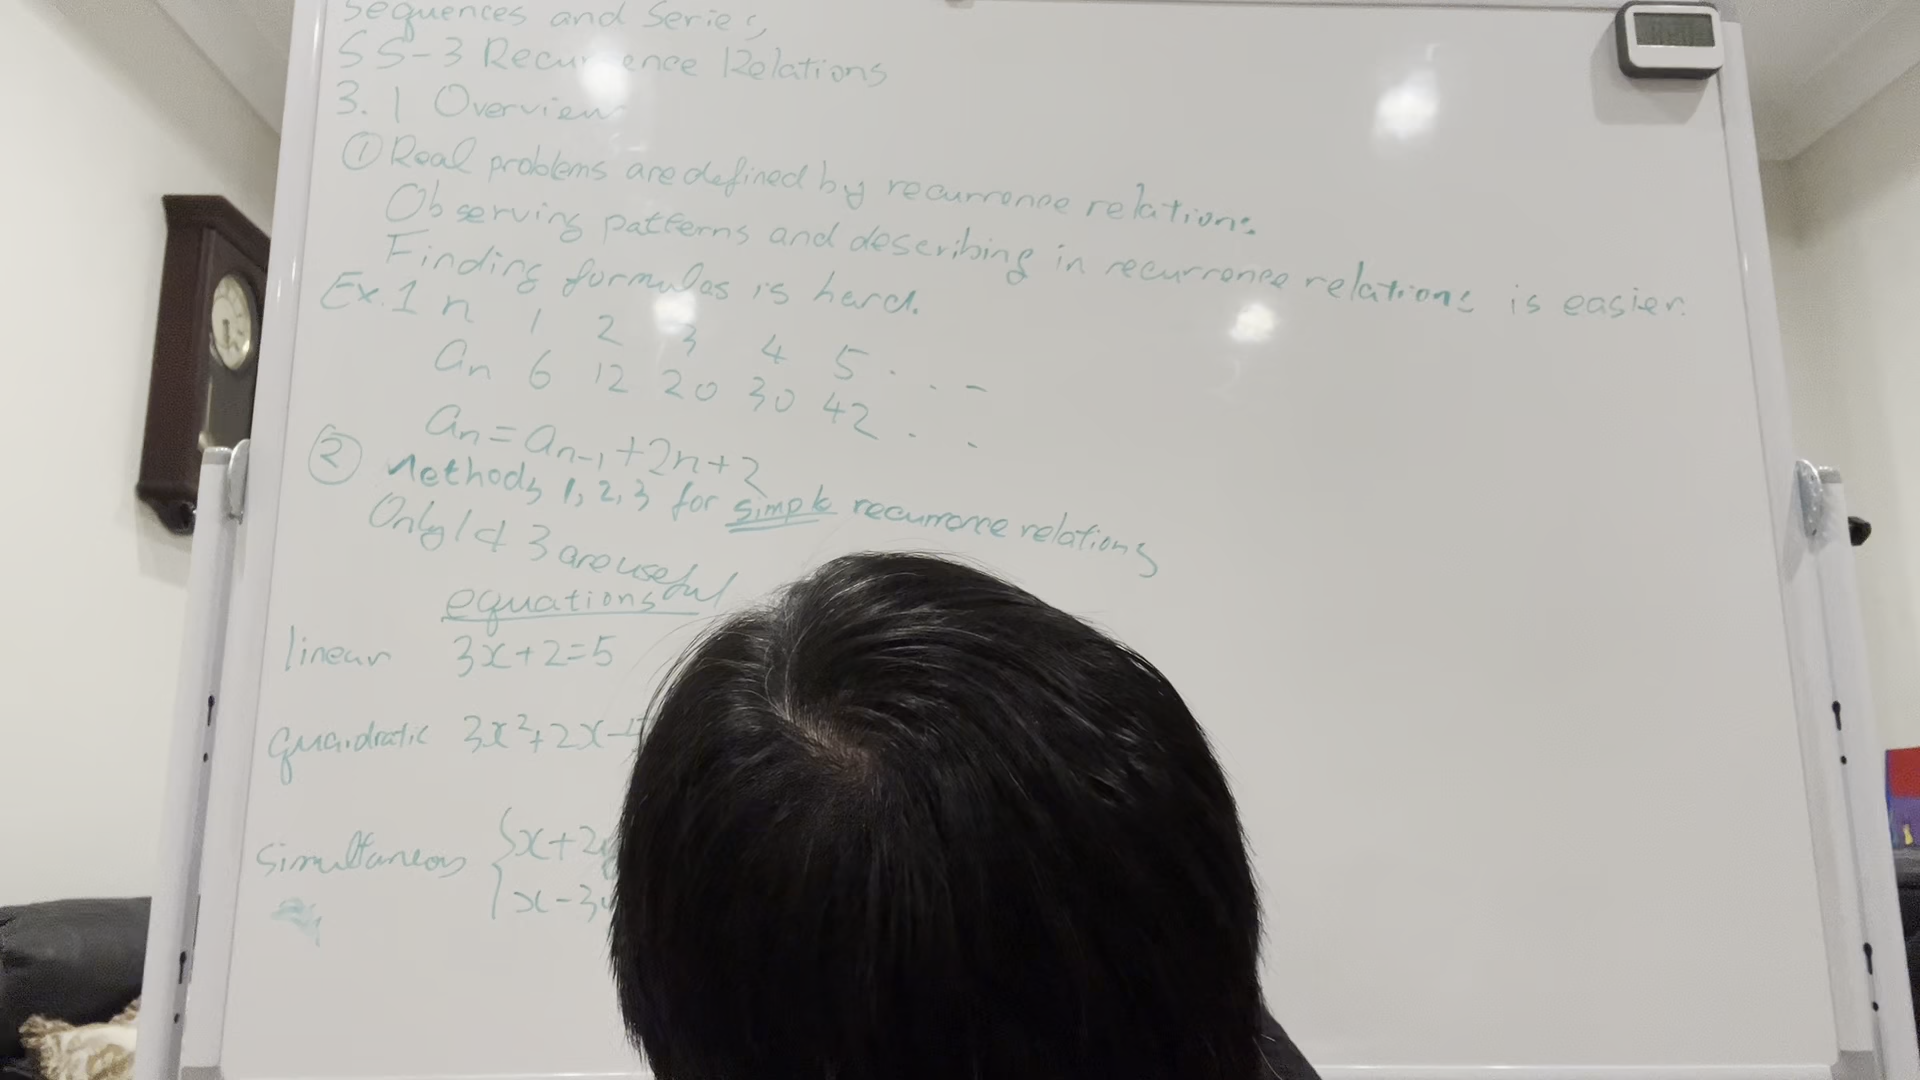 Sequences and Series
SS-3 Recurrence Relations
3.1 Overview
① Real problems are defined by recurrence relations.
Observing patterns and describing in recurrence relations is easier.
Finding formulas is hard.
Ex.1 n 1 2 3 4 5 . . .
an 6 12 20 30 42 . .
an = an-1 + 2n + 2
② Methods 1, 2, 3 for simple recurrence relations
Only 1 & 3 are useful
equations
linear 3x+2=5
quadratic 3x²+2x-
simultaneous { x+2
x-3